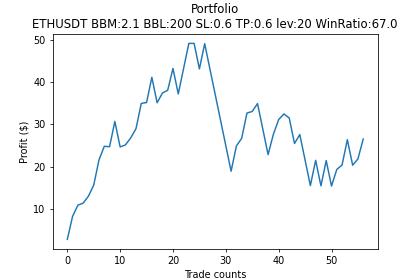 Portfolio
ETHUSDT BBM:2.1 BBL:200 SL:0.6 TP:0.6 lev:20 WinRatio:67.0
50
40
30
20
10
Profit ($)
0
10
20
30
40
50
Trade counts